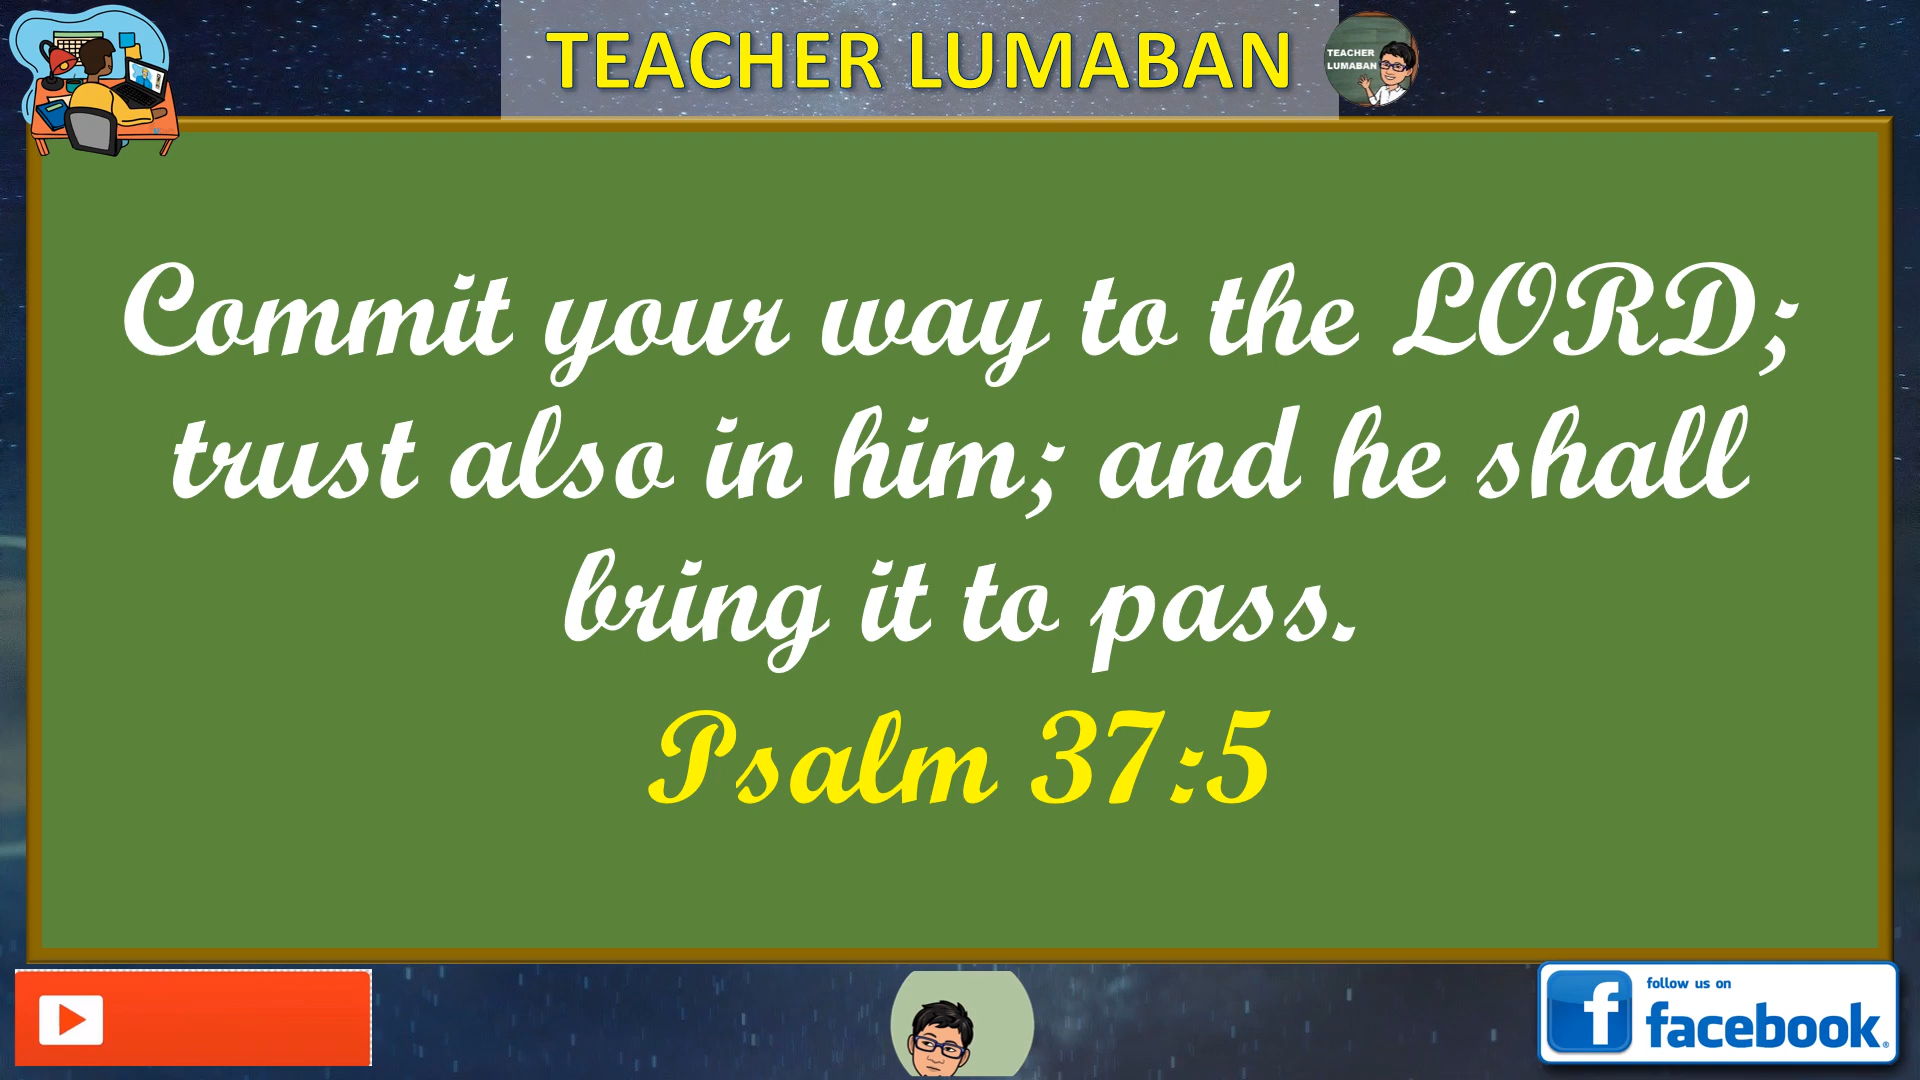 TEACHER LUMABAN
TEACHER
LUMABAN
Commit your way to the LORD;
trust also in him; and he shall
bring it to pass.
Psalm 37:5
follow us on
facebook